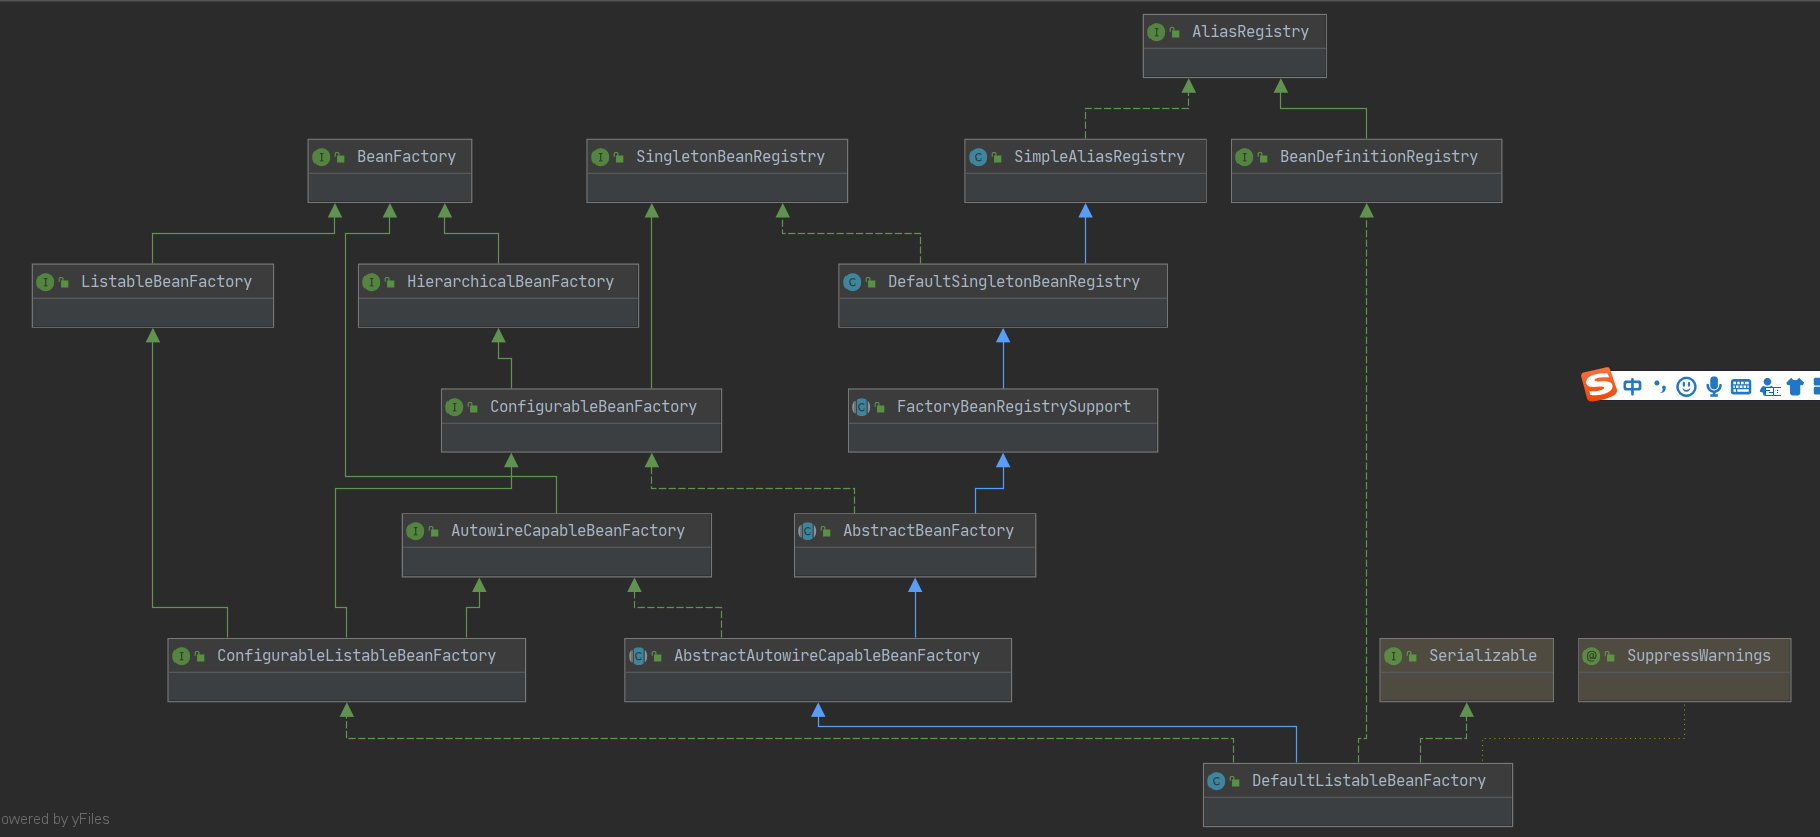 AliasRegistry
BeanFactory
SingletonBeanRegistry
SimpleAliasRegistry
BeanDefinitionRegistry
ListableBeanFactory
HierarchicalBeanFactory
DefaultSingletonBeanRegistry
中
ConfigurableBeanFactory
FactoryBeanRegistrySupport
AutowireCapableBeanFactory
AbstractBeanFactory
ConfigurableListableBeanFactory
AbstractAutowireCapableBeanFactory
Serializable
SuppressWarnings
DefaultListableBeanFactory
owered by yFiles